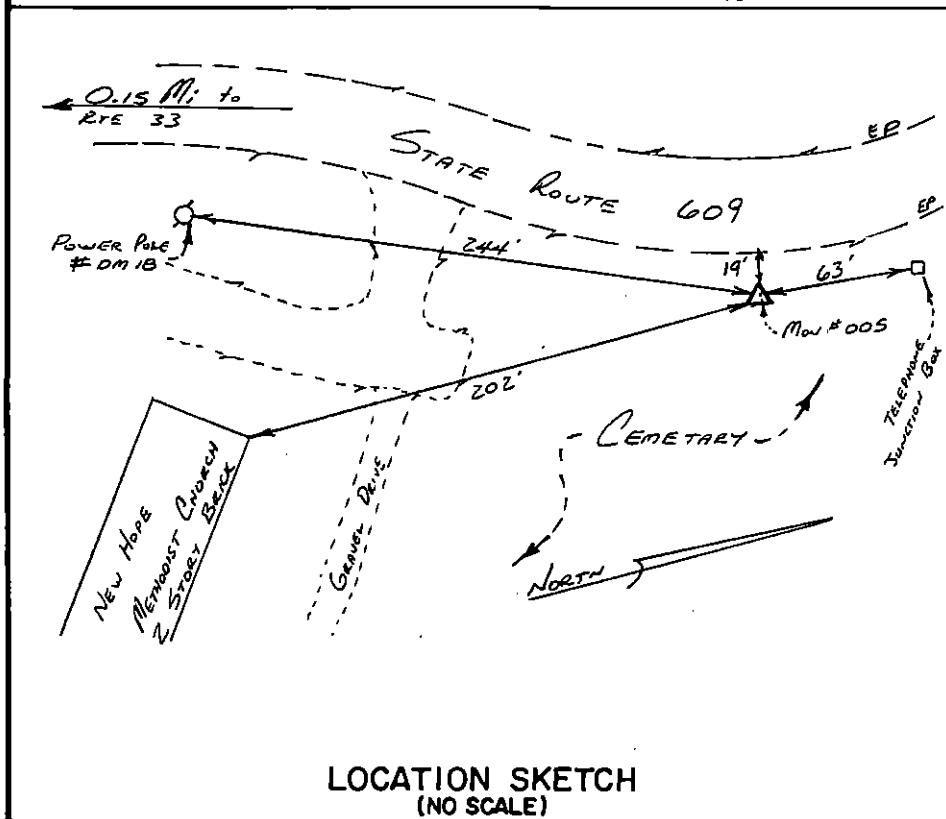 0.15 Mi to
RTE 33
STATE ROUTE 609
EP
EP
POWER POLE
# DM 18
244'
19'
63'
MON # 005
TELEPHONE
JUNCTION BOX
202'
CEMETARY
NEW HOPE
METHODIST CHURCH
2 STORY BRICK
GRAVEL DRIVE
NORTH
LOCATION SKETCH
(NO SCALE)